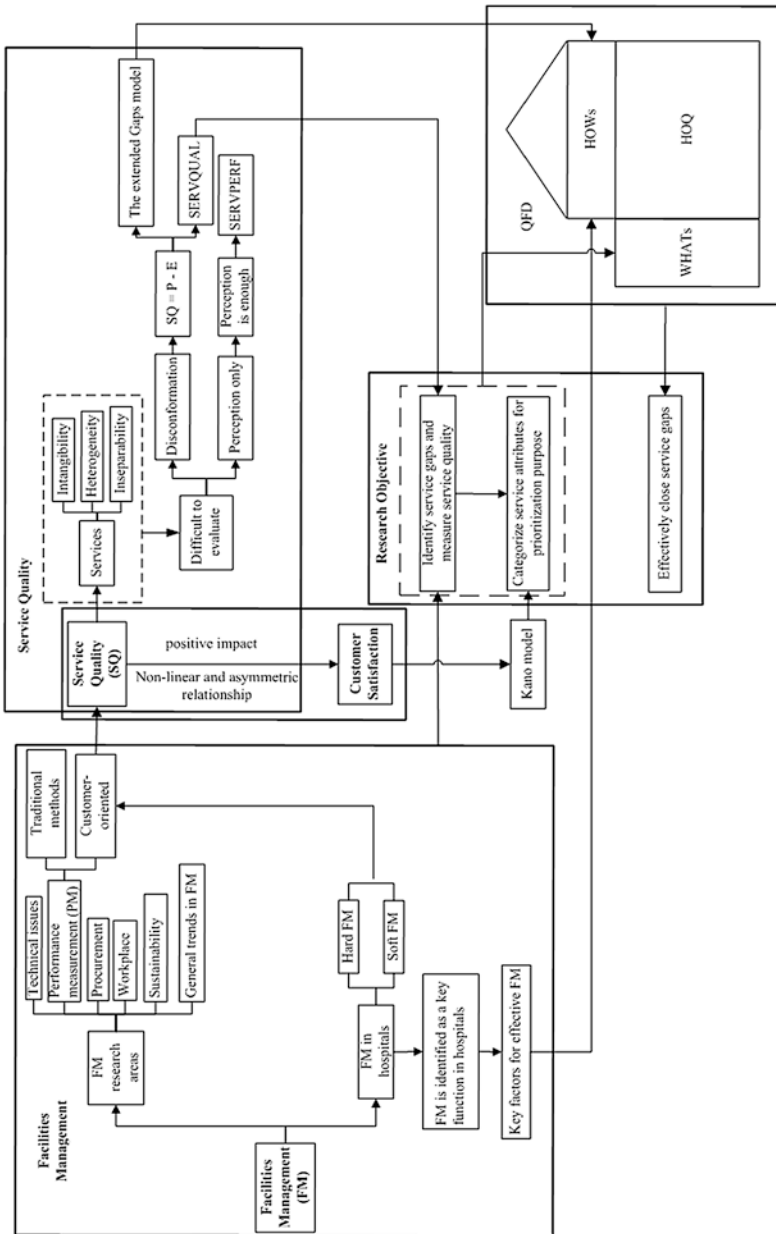 Facilities
Management
Facilities
Management
(FM)
FM
research
areas
Technical issues
Performance
measurement (PM)
Procurement
Workplace
Sustainability
General trends in FM
Traditional
methods
Customer-
oriented
FM in
hospitals
Hard FM
Soft FM
FM is identified as a key
function in hospitals
Key factors for effective FM
Service Quality
Service
Quality
(SQ)
positive impact
Non-linear and asymmetric
relationship
Customer
Satisfaction
Services
Intangibility
Heterogeneity
Inseparability
Difficult to
evaluate
Disconformation
Perception only
SQ = P - E
Perception
is enough
The extended Gaps model
SERVQUAL
SERVPERF
Kano model
Research Objective
Identify service gaps and
measure service quality
Categorize service attributes for
prioritization purpose
Effectively close service gaps
QFD
HOWs
WHATs
HOQ